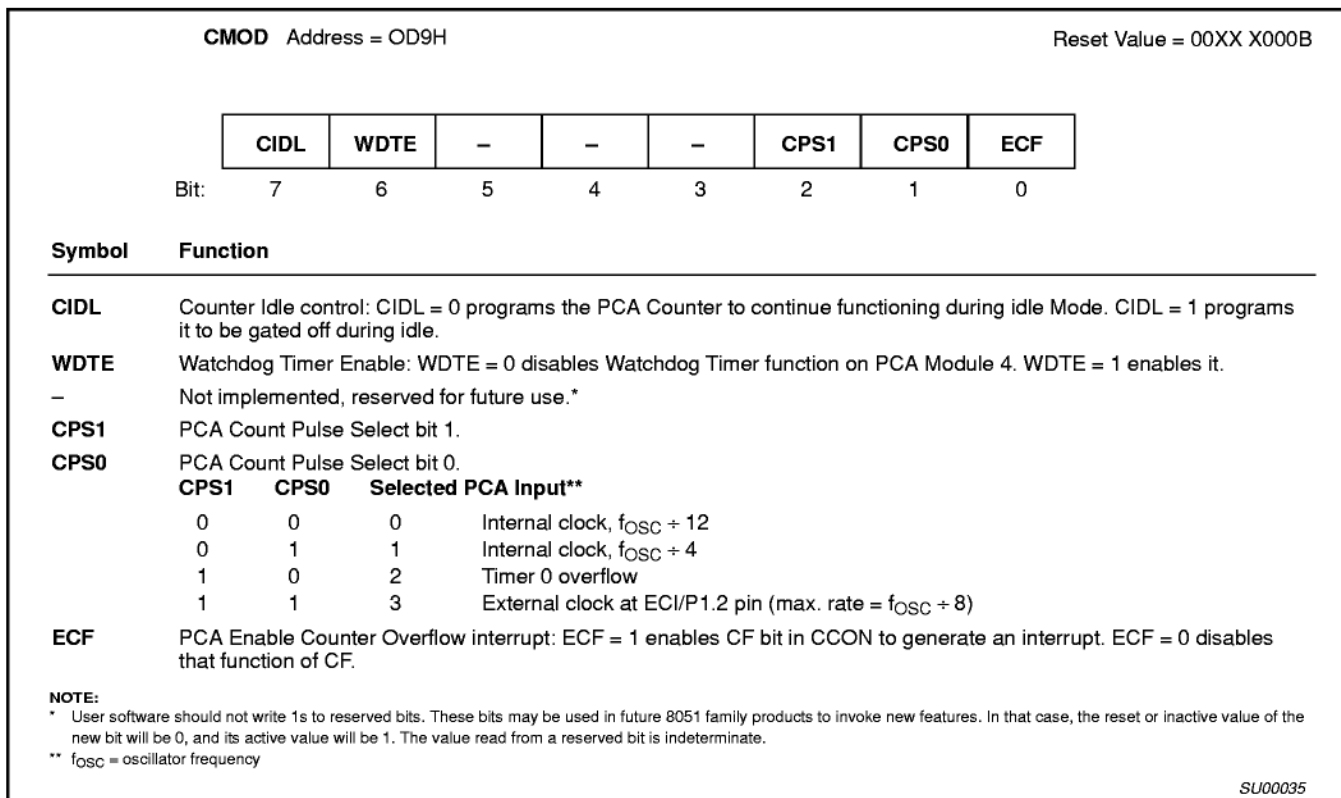 CMOD Address = OD9H Reset Value = 00XX X000B
CIDL WDTE – – – CPS1 CPS0 ECF
Bit: 7 6 5 4 3 2 1 0
Symbol Function
CIDL Counter Idle control: CIDL = 0 programs the PCA Counter to continue functioning during idle Mode. CIDL = 1 programs
it to be gated off during idle.
WDTE Watchdog Timer Enable: WDTE = 0 disables Watchdog Timer function on PCA Module 4. WDTE = 1 enables it.
– Not implemented, reserved for future use.*
CPS1 PCA Count Pulse Select bit 1.
CPS0 PCA Count Pulse Select bit 0.
CPS1 CPS0 Selected PCA Input**
0 0 0 Internal clock, fOSC ÷ 12
0 1 1 Internal clock, fOSC ÷ 4
1 0 2 Timer 0 overflow
1 1 3 External clock at ECI/P1.2 pin (max. rate = fOSC ÷ 8)
ECF PCA Enable Counter Overflow interrupt: ECF = 1 enables CF bit in CCON to generate an interrupt. ECF = 0 disables
that function of CF.
NOTE:
* User software should not write 1s to reserved bits. These bits may be used in future 8051 family products to invoke new features. In that case, the reset or inactive value of the
new bit will be 0, and its active value will be 1. The value read from a reserved bit is indeterminate.
** fOSC = oscillator frequency
SU00035